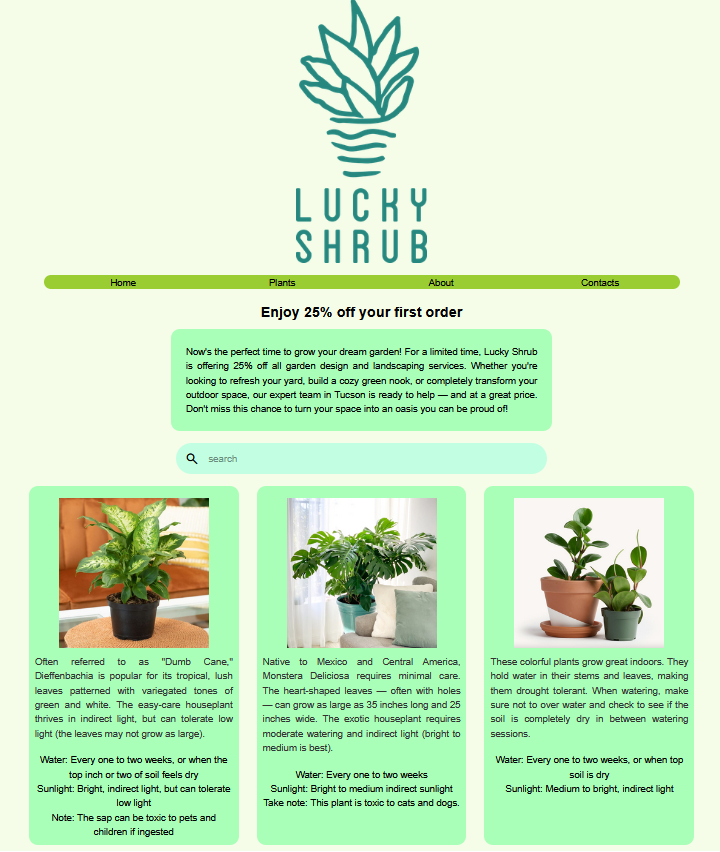 LUCKY
SHRUB
Home Plants About Contacts
Enjoy 25% off your first order
Now's the perfect time to grow your dream garden! For a limited time, Lucky Shrub
is offering 25% off all garden design and landscaping services. Whether you're
looking to refresh your yard, build a cozy green nook, or completely transform your
outdoor space, our expert team in Tucson is ready to help — and at a great price.
Don't miss this chance to turn your space into an oasis you can be proud of!
search
Often referred to as "Dumb Cane,"
Dieffenbachia is popular for its tropical, lush
leaves patterned with variegated tones of
green and white. The easy-care houseplant
thrives in indirect light, but can tolerate low
light (the leaves may not grow as large).
Water: Every one to two weeks, or when the
top inch or two of soil feels dry
Sunlight: Bright, indirect light, but can tolerate
low light
Note: The sap can be toxic to pets and
children if ingested
Native to Mexico and Central America,
Monstera Deliciosa requires minimal care.
The heart-shaped leaves — often with holes
— can grow as large as 35 inches long and 25
inches wide. The exotic houseplant requires
moderate watering and indirect light (bright to
medium is best).
Water: Every one to two weeks
Sunlight: Bright to medium indirect sunlight
Take note: This plant is toxic to cats and dogs.
These colorful plants grow great indoors. They
hold water in their stems and leaves, making
them drought tolerant. When watering, make
sure not to over water and check to see if the
soil is completely dry in between watering
sessions.
Water: Every one to two weeks, or when top
soil is dry
Sunlight: Medium to bright, indirect light